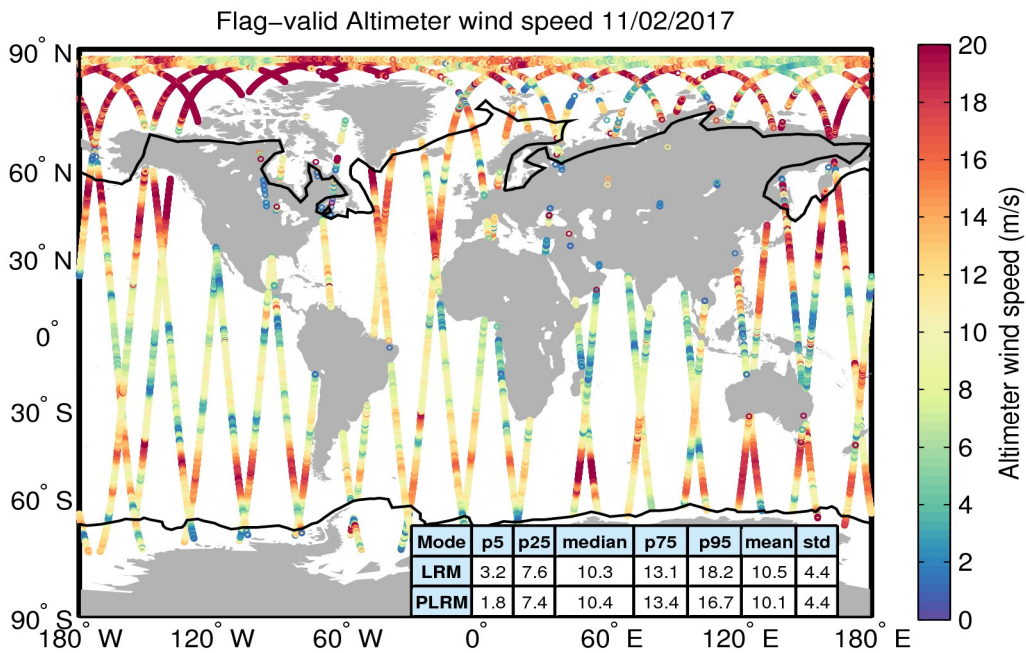 Flag−valid Altimeter wind speed 11/02/2017
90° N
60° N
30° N
0°
30° S
60° S
90° S
180° W
120° W
60° W
0°
60° E
120° E
180° E
Mode p5 p25 median p75 p95 mean std
LRM 3.2 7.6 10.3 13.1 18.2 10.5 4.4
PLRM 1.8 7.4 10.4 13.4 16.7 10.1 4.4
20
18
16
14
12
10
8
6
4
2
0
Altimeter wind speed (m/s)